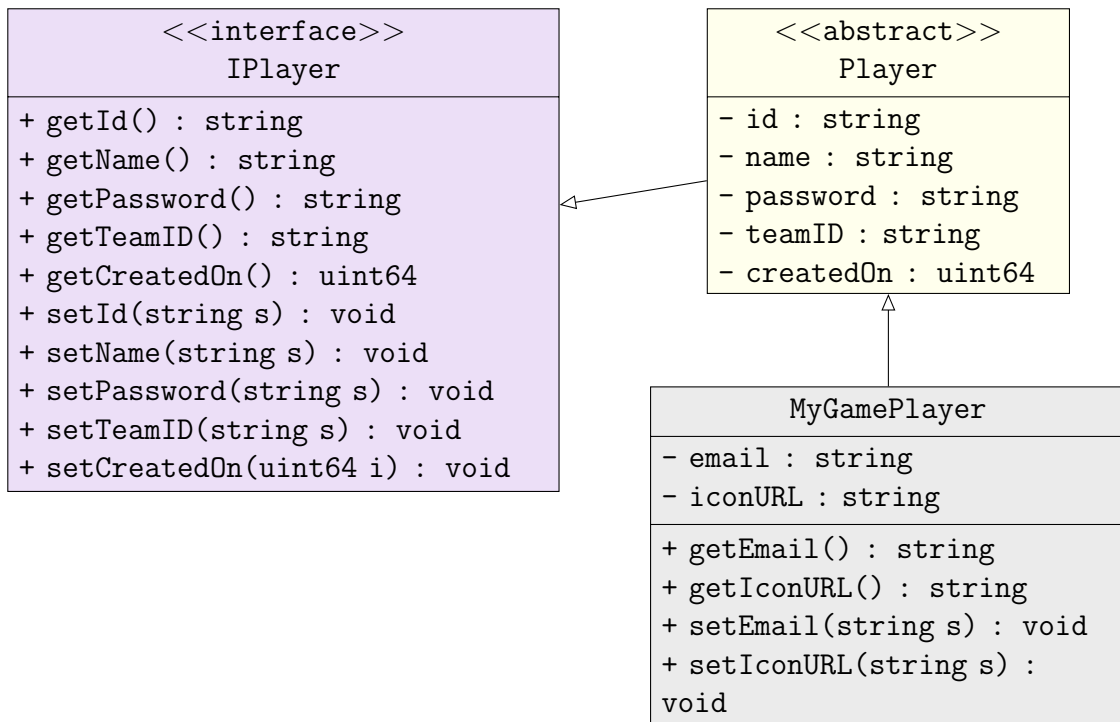 <<interface>>
IPlayer
+ getId() : string
+ getName() : string
+ getPassword() : string
+ getTeamID() : string
+ getCreatedOn() : uint64
+ setId(string s) : void
+ setName(string s) : void
+ setPassword(string s) : void
+ setTeamID(string s) : void
+ setCreatedOn(uint64 i) : void
<<abstract>>
Player
- id : string
- name : string
- password : string
- teamID : string
- createdOn : uint64
MyGamePlayer
- email : string
- iconURL : string
+ getEmail() : string
+ getIconURL() : string
+ setEmail(string s) : void
+ setIconURL(string s) :
void